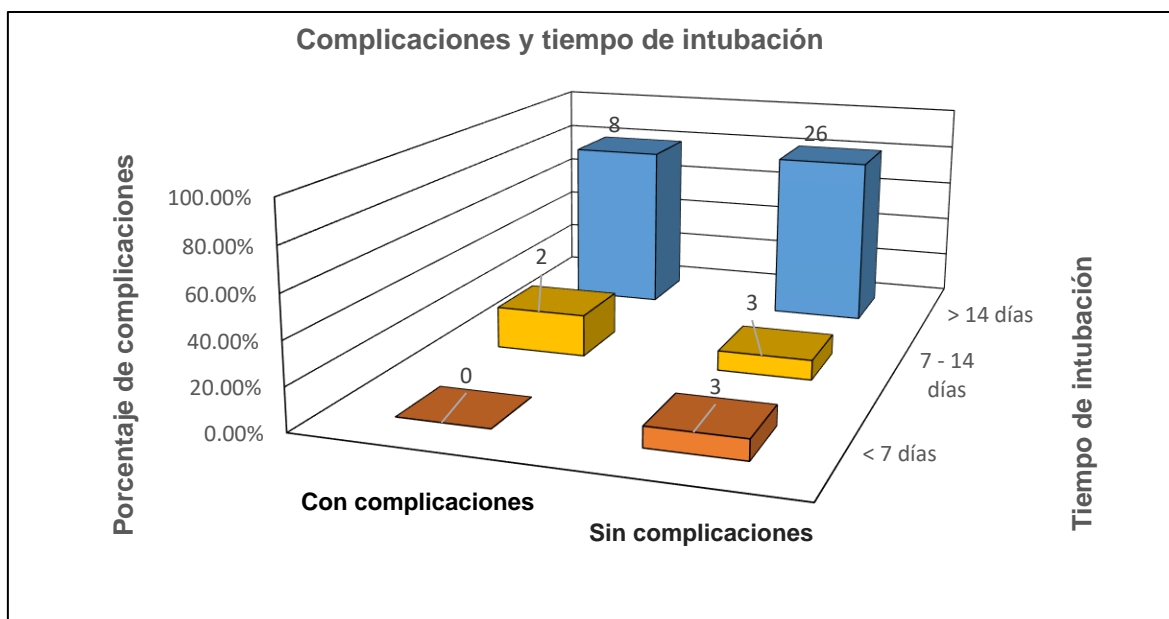 Complicaciones y tiempo de intubación
Porcentaje de complicaciones
100.00%
80.00%
60.00%
40.00%
20.00%
0.00%
8
26
2
3
0
3
> 14 días
7 - 14
días
< 7 días
Con complicaciones
Sin complicaciones
Tiempo de intubación